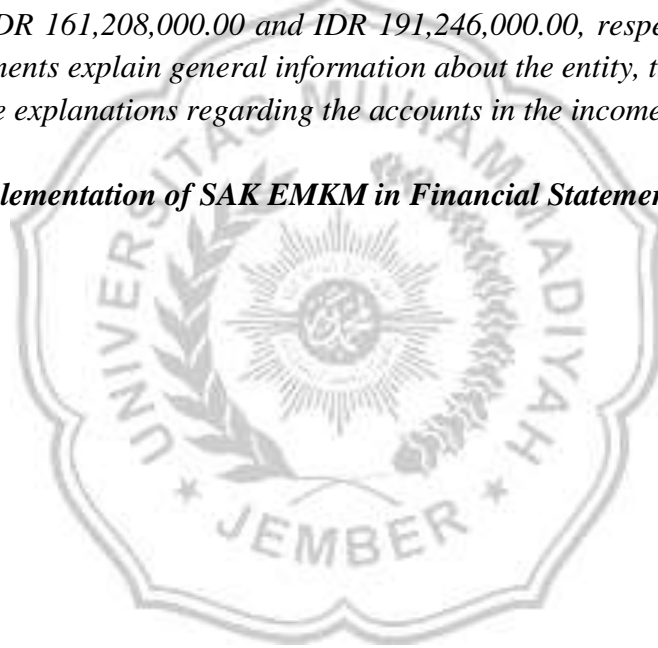 IDR 161,208,000.00 and IDR 191,246,000.00, respe
ments explain general information about the entity, t
e explanations regarding the accounts in the income
lementation of SAK EMKM in Financial Statemen
UNIVERSITAS MUHAMMADIYAH
JEMBER